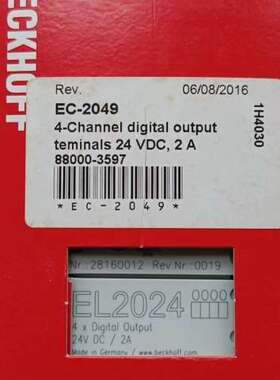 BECKHOFF
Rev. 06/08/2016
EC-2049
4-Channel digital output
teminals 24 VDC, 2 A
88000-3597
*EC-2049*
1H4030
Nr.:28160012 Rev.Nr.:0019
EL2024
4 x Digital Output
24V DC / 2A
Made in Germany / www.beckhoff.com